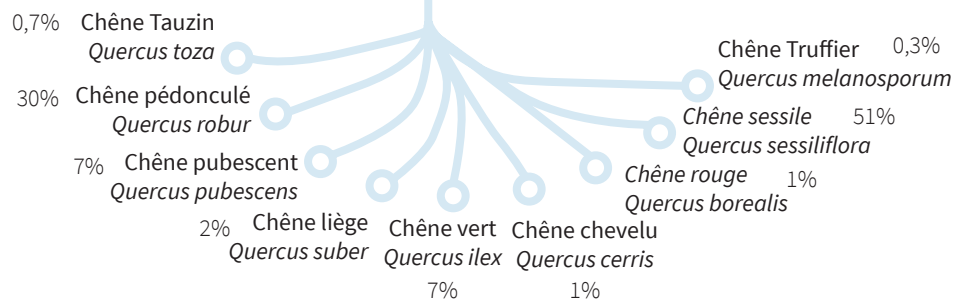 0,7% Chêne Tauzin
Quercus toza
30% Chêne pédonculé
Quercus robur
7% Chêne pubescent
Quercus pubescens
2% Chêne liège
Quercus suber
Chêne vert
Quercus ilex
7%
Chêne chevelu
Quercus cerris
1%
Chêne rouge 1%
Quercus borealis
Chêne sessile 51%
Quercus sessiliflora
Chêne Truffier 0,3%
Quercus melanosporum